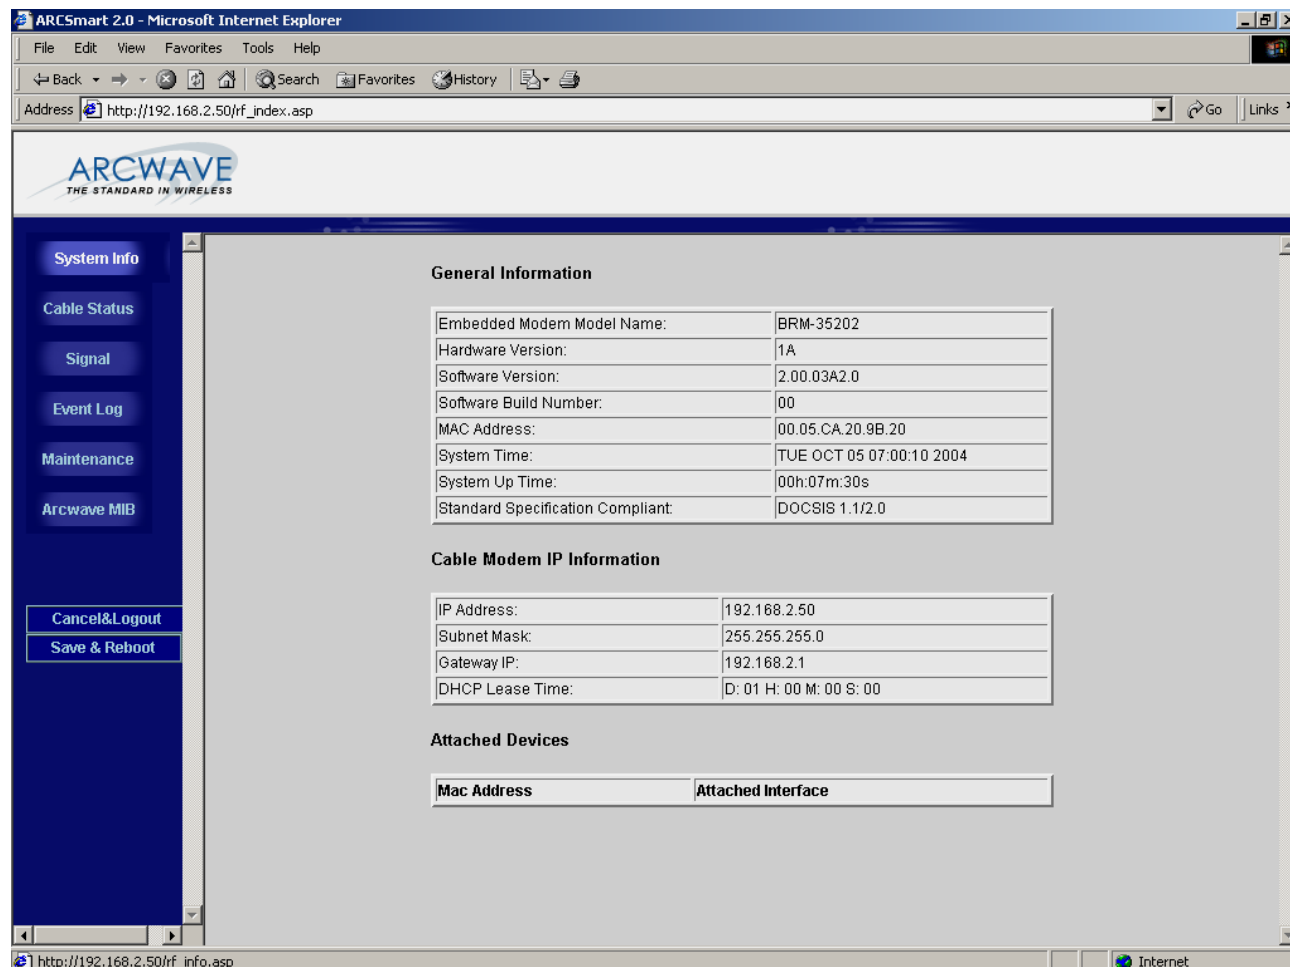 ARCSmart 2.0 - Microsoft Internet Explorer
File Edit View Favorites Tools Help
Back Search Favorites History
Address http://192.168.2.50/rf_index.asp Go Links
ARCWAVE
THE STANDARD IN WIRELESS
System Info
Cable Status
Signal
Event Log
Maintenance
Arcwave MIB
Cancel&Logout
Save & Reboot
General Information
Embedded Modem Model Name: BRM-35202
Hardware Version: 1A
Software Version: 2.00.03A2.0
Software Build Number: 00
MAC Address: 00.05.CA.20.9B.20
System Time: TUE OCT 05 07:00:10 2004
System Up Time: 00h:07m:30s
Standard Specification Compliant: DOCSIS 1.1/2.0
Cable Modem IP Information
IP Address: 192.168.2.50
Subnet Mask: 255.255.255.0
Gateway IP: 192.168.2.1
DHCP Lease Time: D: 01 H: 00 M: 00 S: 00
Attached Devices
Mac Address Attached Interface
http://192.168.2.50/rf_info.asp Internet